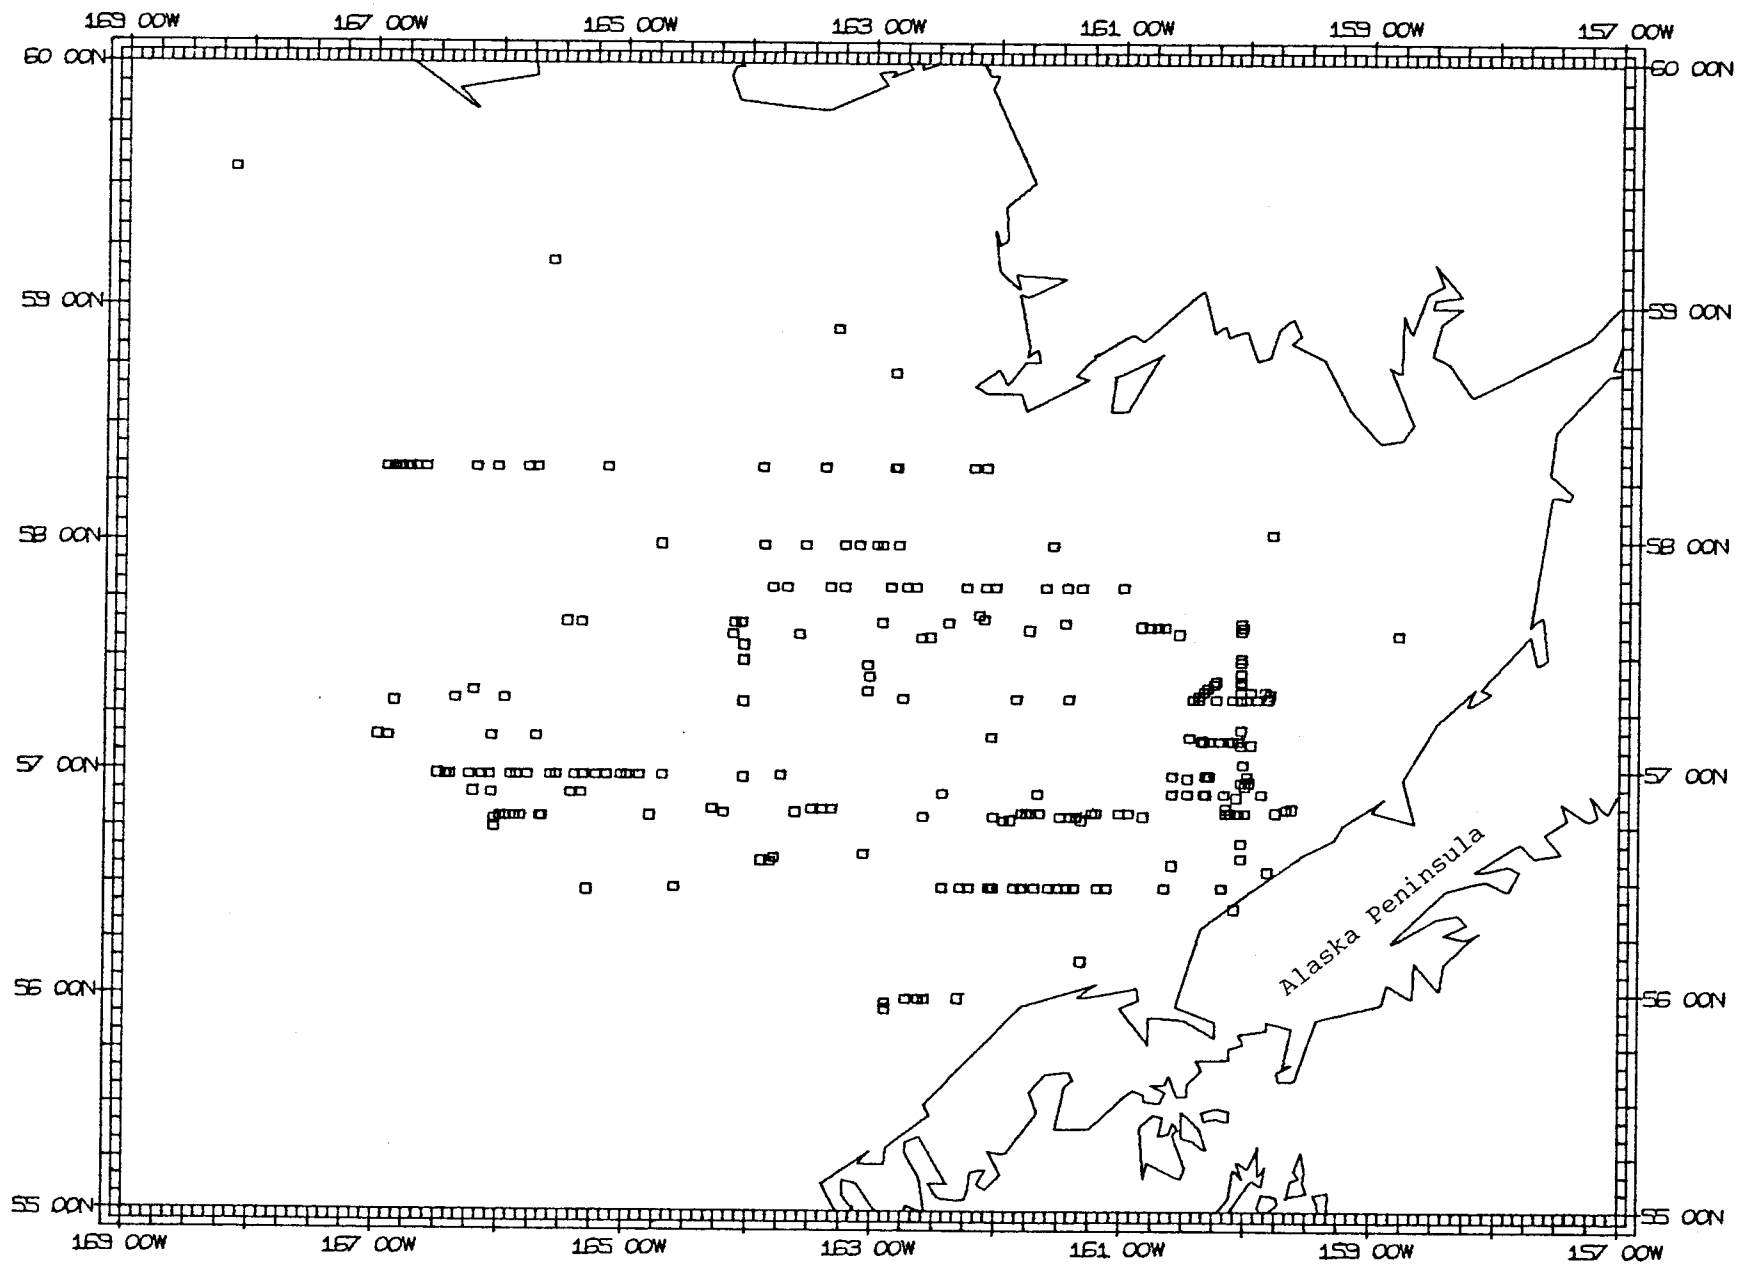 169 00W 167 00W 165 00W 163 00W 161 00W 159 00W 157 00W
60 00N 60 00N
59 00N 59 00N
58 00N 58 00N
57 00N 57 00N
Alaska Peninsula
56 00N 56 00N
55 00N 55 00N
169 00W 167 00W 165 00W 163 00W 161 00W 159 00W 157 00W